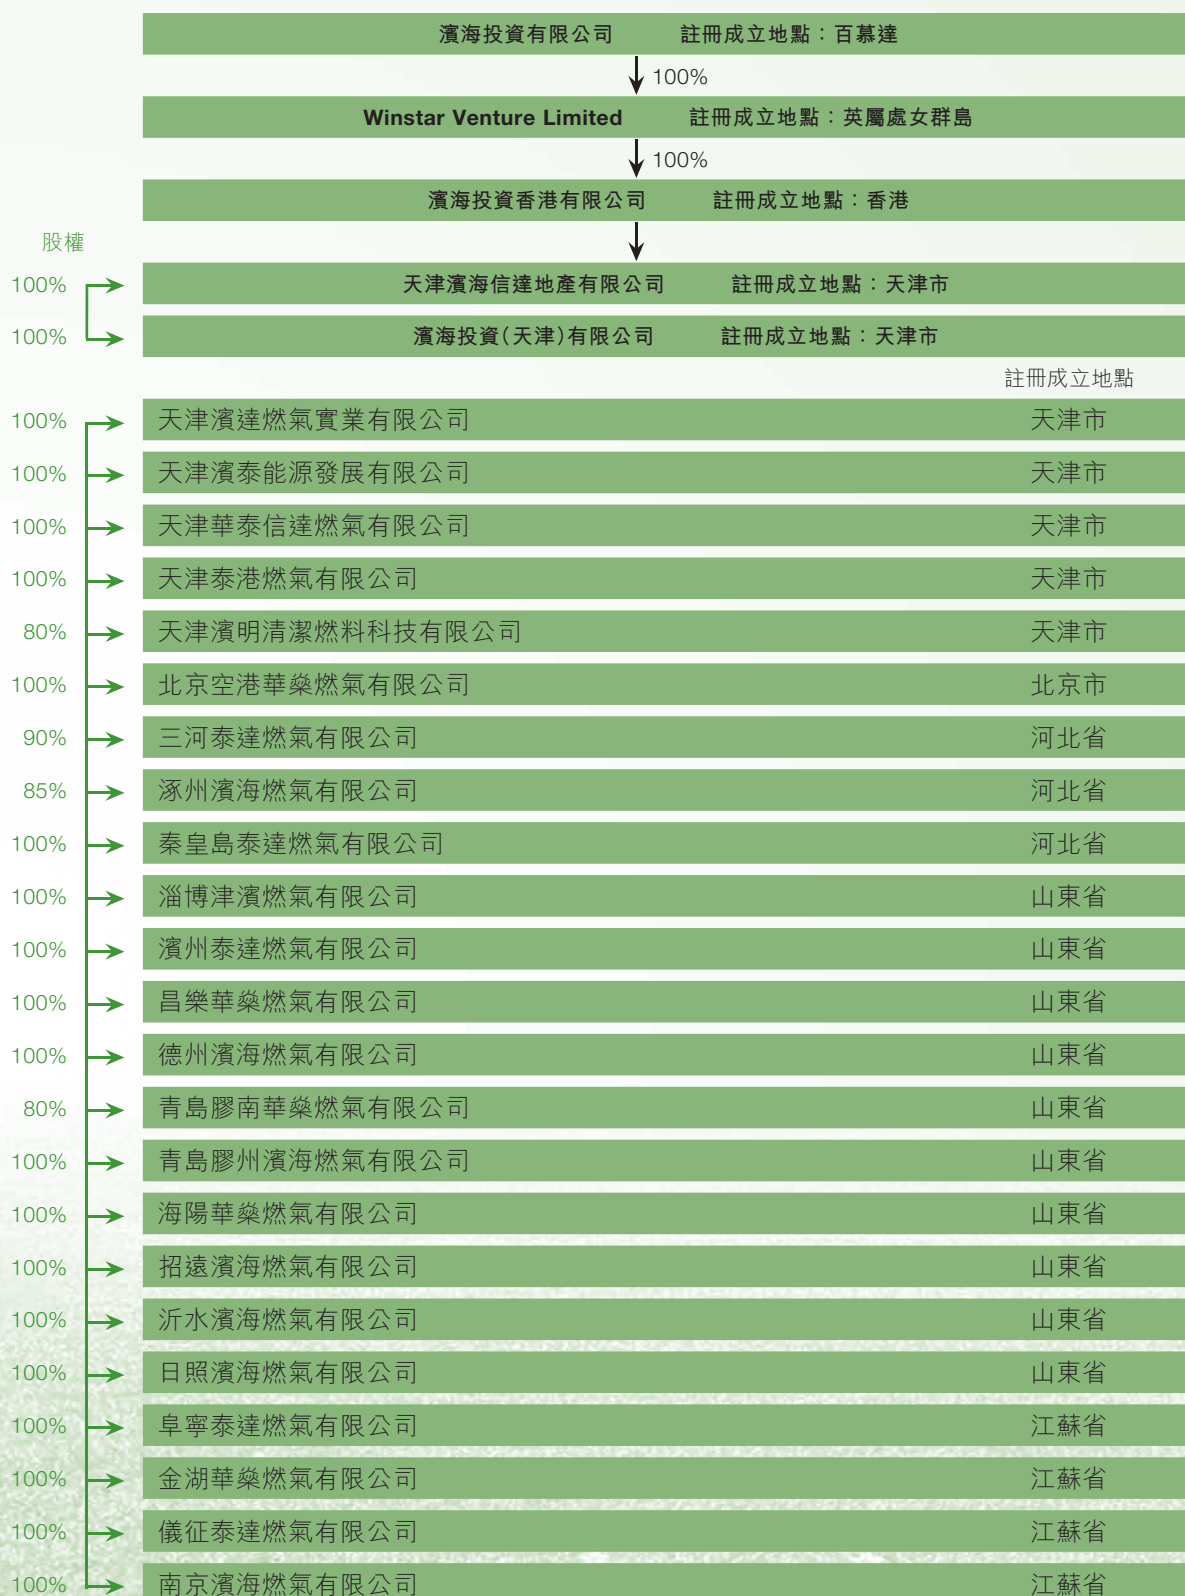 濱海投資有限公司 註冊成立地點：百慕達
100%
Winstar Venture Limited 註冊成立地點：英屬處女群島
100%
濱海投資香港有限公司 註冊成立地點：香港
股權
100% 天津濱海信達地產有限公司 註冊成立地點：天津市
100% 濱海投資(天津)有限公司 註冊成立地點：天津市
註冊成立地點
100% 天津濱達燃氣實業有限公司 天津市
100% 天津濱泰能源發展有限公司 天津市
100% 天津華泰信達燃氣有限公司 天津市
100% 天津泰港燃氣有限公司 天津市
80% 天津濱明清潔燃料科技有限公司 天津市
100% 北京空港華燊燃氣有限公司 北京市
90% 三河泰達燃氣有限公司 河北省
85% 涿州濱海燃氣有限公司 河北省
100% 秦皇島泰達燃氣有限公司 河北省
100% 淄博津濱燃氣有限公司 山東省
100% 濱州泰達燃氣有限公司 山東省
100% 昌樂華燊燃氣有限公司 山東省
100% 德州濱海燃氣有限公司 山東省
80% 青島膠南華燊燃氣有限公司 山東省
100% 青島膠州濱海燃氣有限公司 山東省
100% 海陽華燊燃氣有限公司 山東省
100% 招遠濱海燃氣有限公司 山東省
100% 沂水濱海燃氣有限公司 山東省
100% 日照濱海燃氣有限公司 山東省
100% 阜寧泰達燃氣有限公司 江蘇省
100% 金湖華燊燃氣有限公司 江蘇省
100% 儀征泰達燃氣有限公司 江蘇省
100% 南京濱海燃氣有限公司 江蘇省